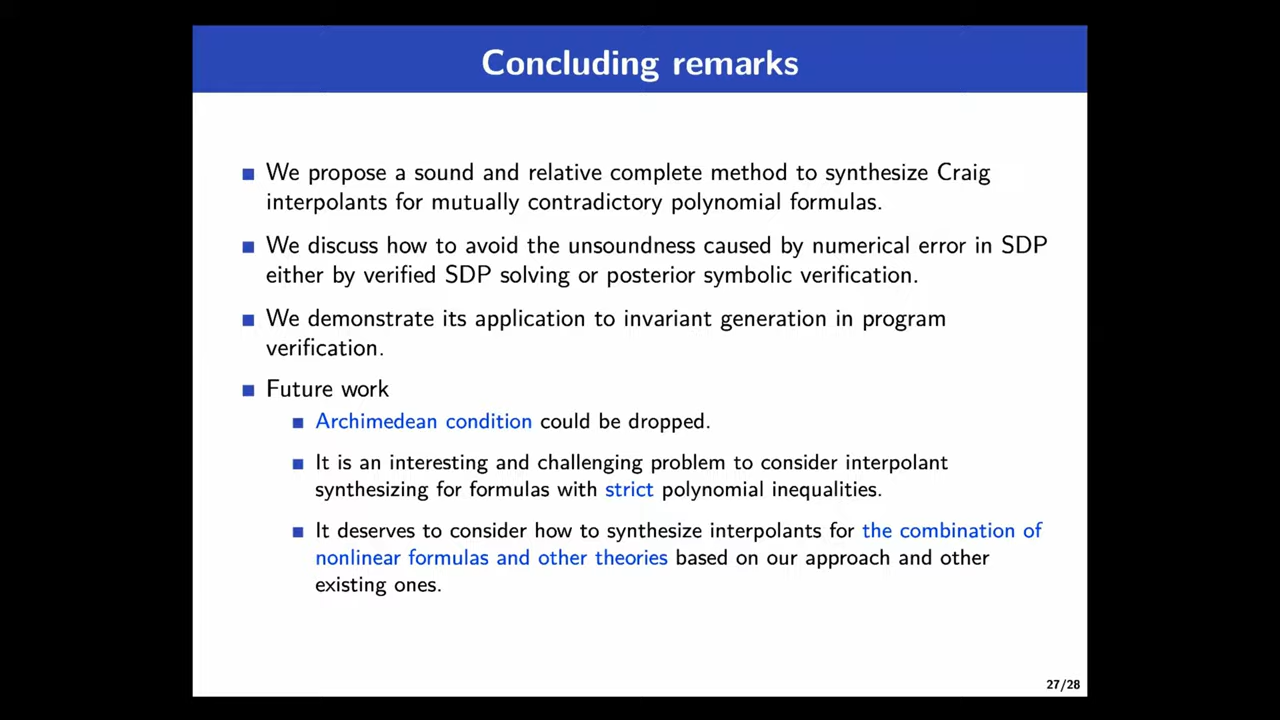 Concluding remarks
We propose a sound and relative complete method to synthesize Craig
interpolants for mutually contradictory polynomial formulas.
We discuss how to avoid the unsoundness caused by numerical error in SDP
either by verified SDP solving or posterior symbolic verification.
We demonstrate its application to invariant generation in program
verification.
Future work
Archimedean condition could be dropped.
It is an interesting and challenging problem to consider interpolant
synthesizing for formulas with strict polynomial inequalities.
It deserves to consider how to synthesize interpolants for the combination of
nonlinear formulas and other theories based on our approach and other
existing ones.
27/28